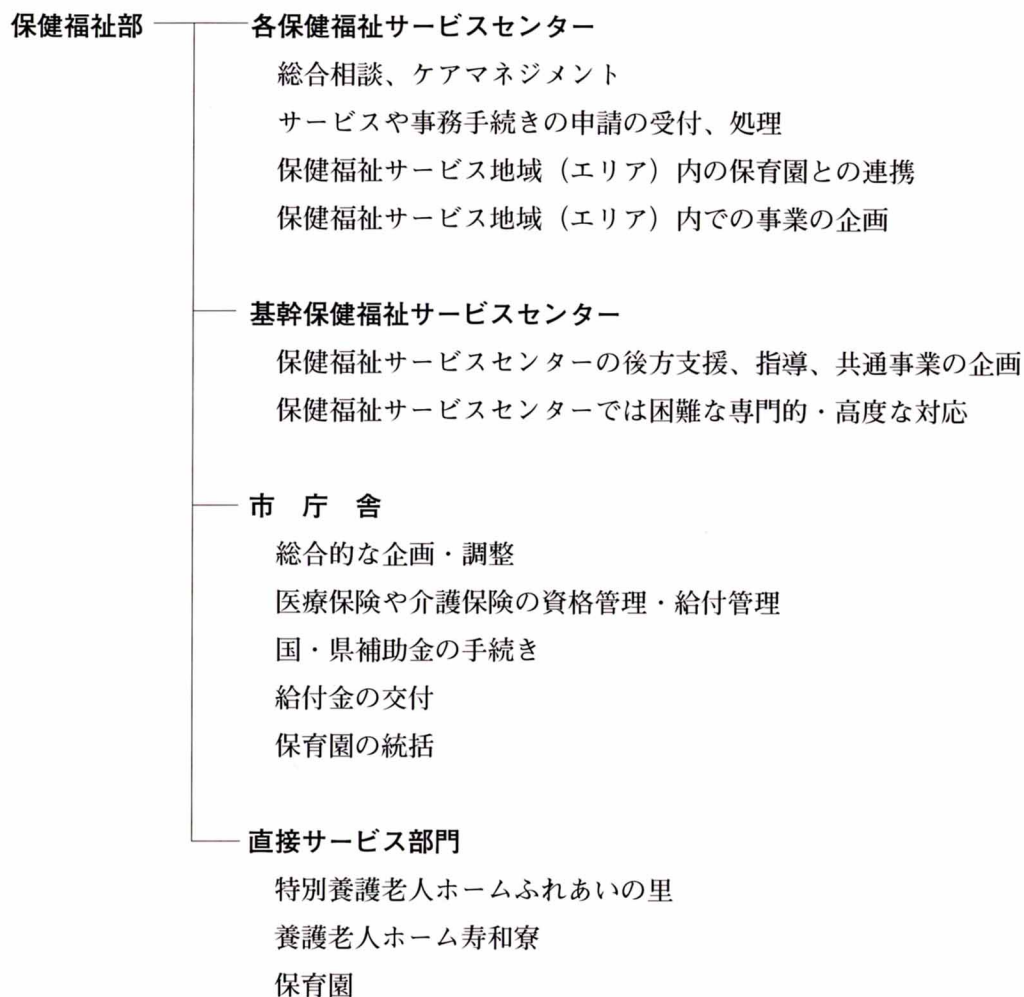 保健福祉部
各保健福祉サービスセンター
総合相談、ケアマネジメント
サービスや事務手続きの申請の受付、処理
保健福祉サービス地域（エリア）内の保育園との連携
保健福祉サービス地域（エリア）内での事業の企画
基幹保健福祉サービスセンター
保健福祉サービスセンターの後方支援、指導、共通事業の企画
保健福祉サービスセンターでは困難な専門的・高度な対応
市　庁　舎
総合的な企画・調整
医療保険や介護保険の資格管理・給付管理
国・県補助金の手続き
給付金の交付
保育園の統括
直接サービス部門
特別養護老人ホームふれあいの里
養護老人ホーム寿和寮
保育園